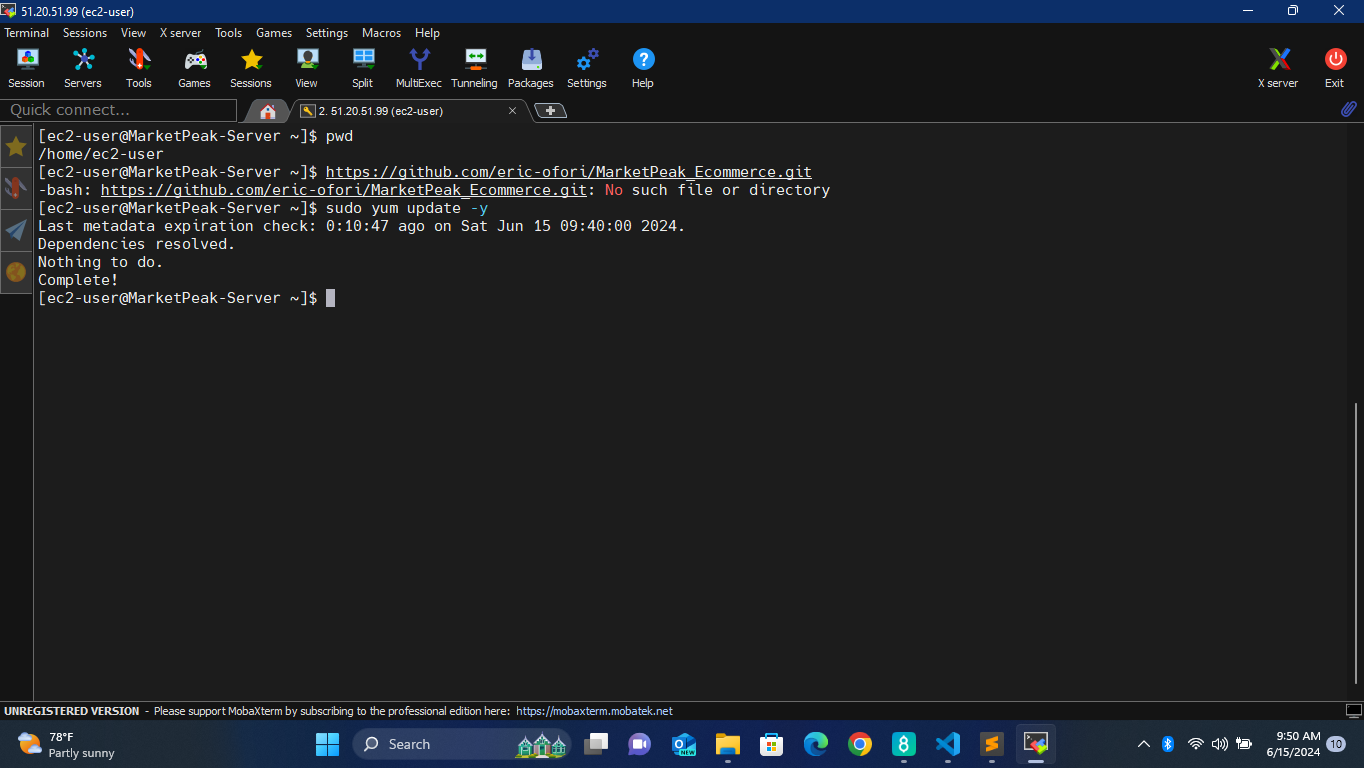 51.20.51.99 (ec2-user)
Terminal Sessions View X server Tools Games Settings Macros Help
Session Servers Tools Games Sessions View Split MultiExec Tunneling Packages Settings Help X server Exit
Quick connect...
2. 51.20.51.99 (ec2-user)
[ec2-user@MarketPeak-Server ~]$ pwd
/home/ec2-user
[ec2-user@MarketPeak-Server ~]$ https://github.com/eric-ofori/MarketPeak_Ecommerce.git
-bash: https://github.com/eric-ofori/MarketPeak_Ecommerce.git: No such file or directory
[ec2-user@MarketPeak-Server ~]$ sudo yum update -y
Last metadata expiration check: 0:10:47 ago on Sat Jun 15 09:40:00 2024.
Dependencies resolved.
Nothing to do.
Complete!
[ec2-user@MarketPeak-Server ~]$
UNREGISTERED VERSION - Please support MobaXterm by subscribing to the professional edition here: https://mobaxterm.mobatek.net
78°F
Partly sunny
Search
NEW
9:50 AM
6/15/2024
10